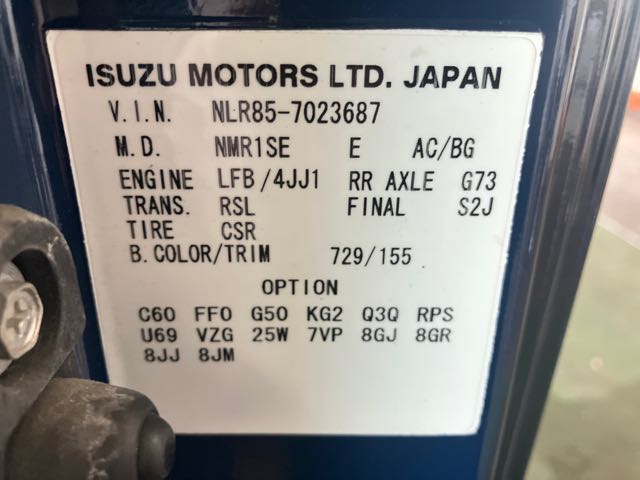 ISUZU MOTORS LTD. JAPAN
V.I.N. NLR85-7023687
M.D. NMR1SE E AC/BG
ENGINE LFB/4JJ1 RR AXLE G73
TRANS. RSL FINAL S2J
TIRE CSR
B.COLOR/TRIM 729/155
OPTION
C60 FF0 G50 KG2 Q3Q RPS
U69 VZG 25W 7VP 8GJ 8GR
8JJ 8JM